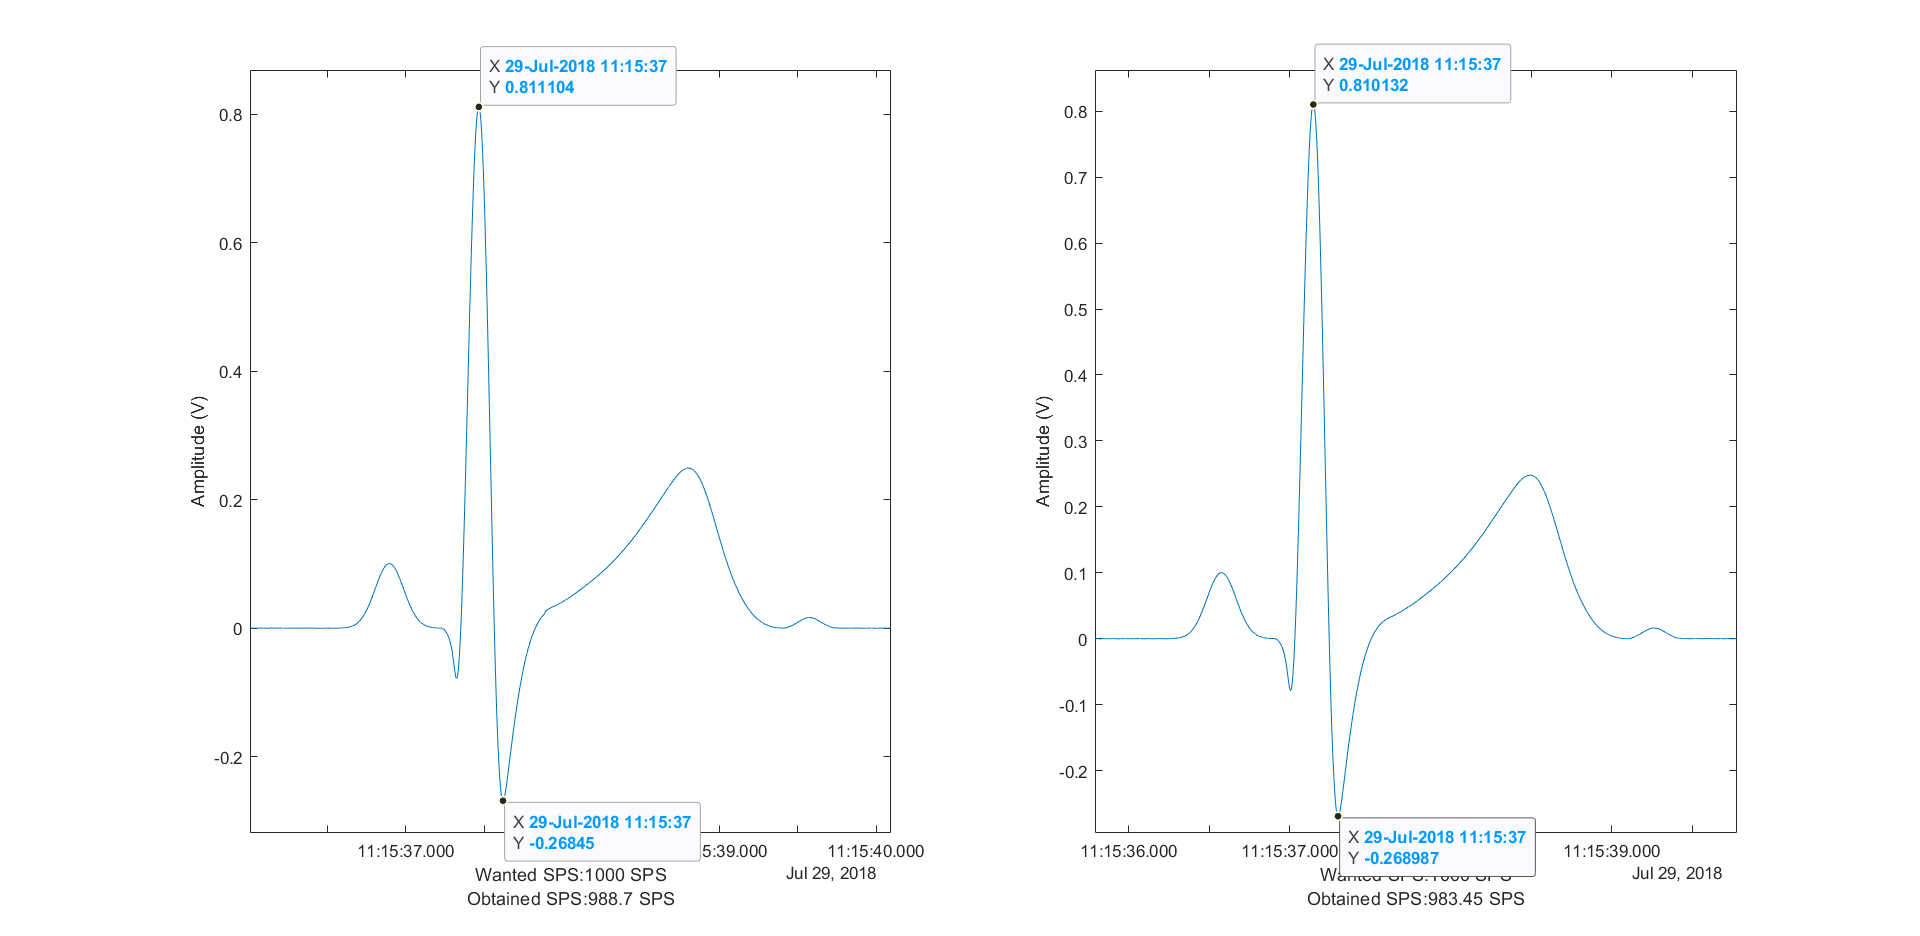 X 29-Jul-2018 11:15:37
Y 0.811104
0.8
0.6
0.4
0.2
0
-0.2
Amplitude (V)
X 29-Jul-2018 11:15:37
Y -0.26845
11:15:37.000
:39.000
11:15:40.000
Jul 29, 2018
Wanted SPS:1000 SPS
Obtained SPS:988.7 SPS
X 29-Jul-2018 11:15:37
Y 0.810132
0.8
0.7
0.6
0.5
0.4
0.3
0.2
0.1
0
-0.1
-0.2
Amplitude (V)
X 29-Jul-2018 11:15:37
Y -0.268987
11:15:36.000
11:15:37.000
11:15:39.000
Jul 29, 2018
Wanted SPS:1000 SPS
Obtained SPS:983.45 SPS